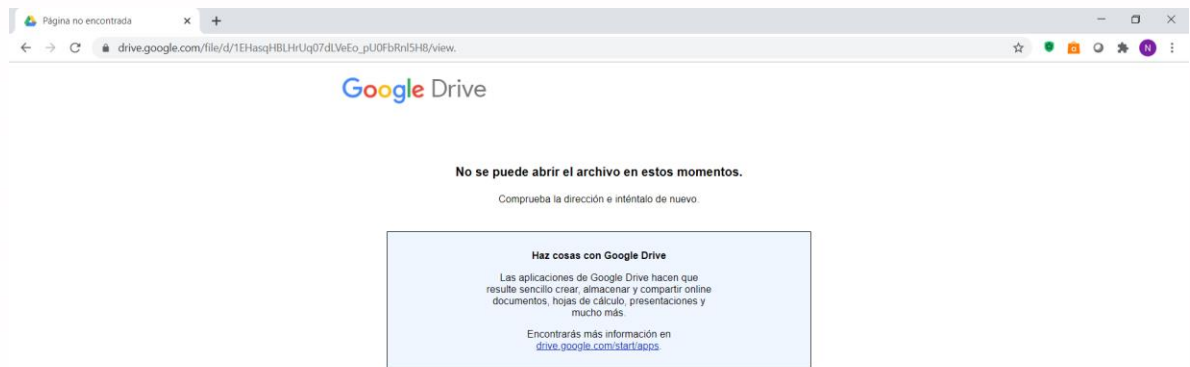 Página no encontrada
drive.google.com/file/d/1EHasqHBLHrUq07dLVeEo_pU0FbRnl5H8/view.
N
Google Drive
No se puede abrir el archivo en estos momentos.
Comprueba la dirección e inténtalo de nuevo.
Haz cosas con Google Drive
Las aplicaciones de Google Drive hacen que
resulte sencillo crear, almacenar y compartir online
documentos, hojas de cálculo, presentaciones y
mucho más.
Encontrarás más información en
drive.google.com/start/apps.